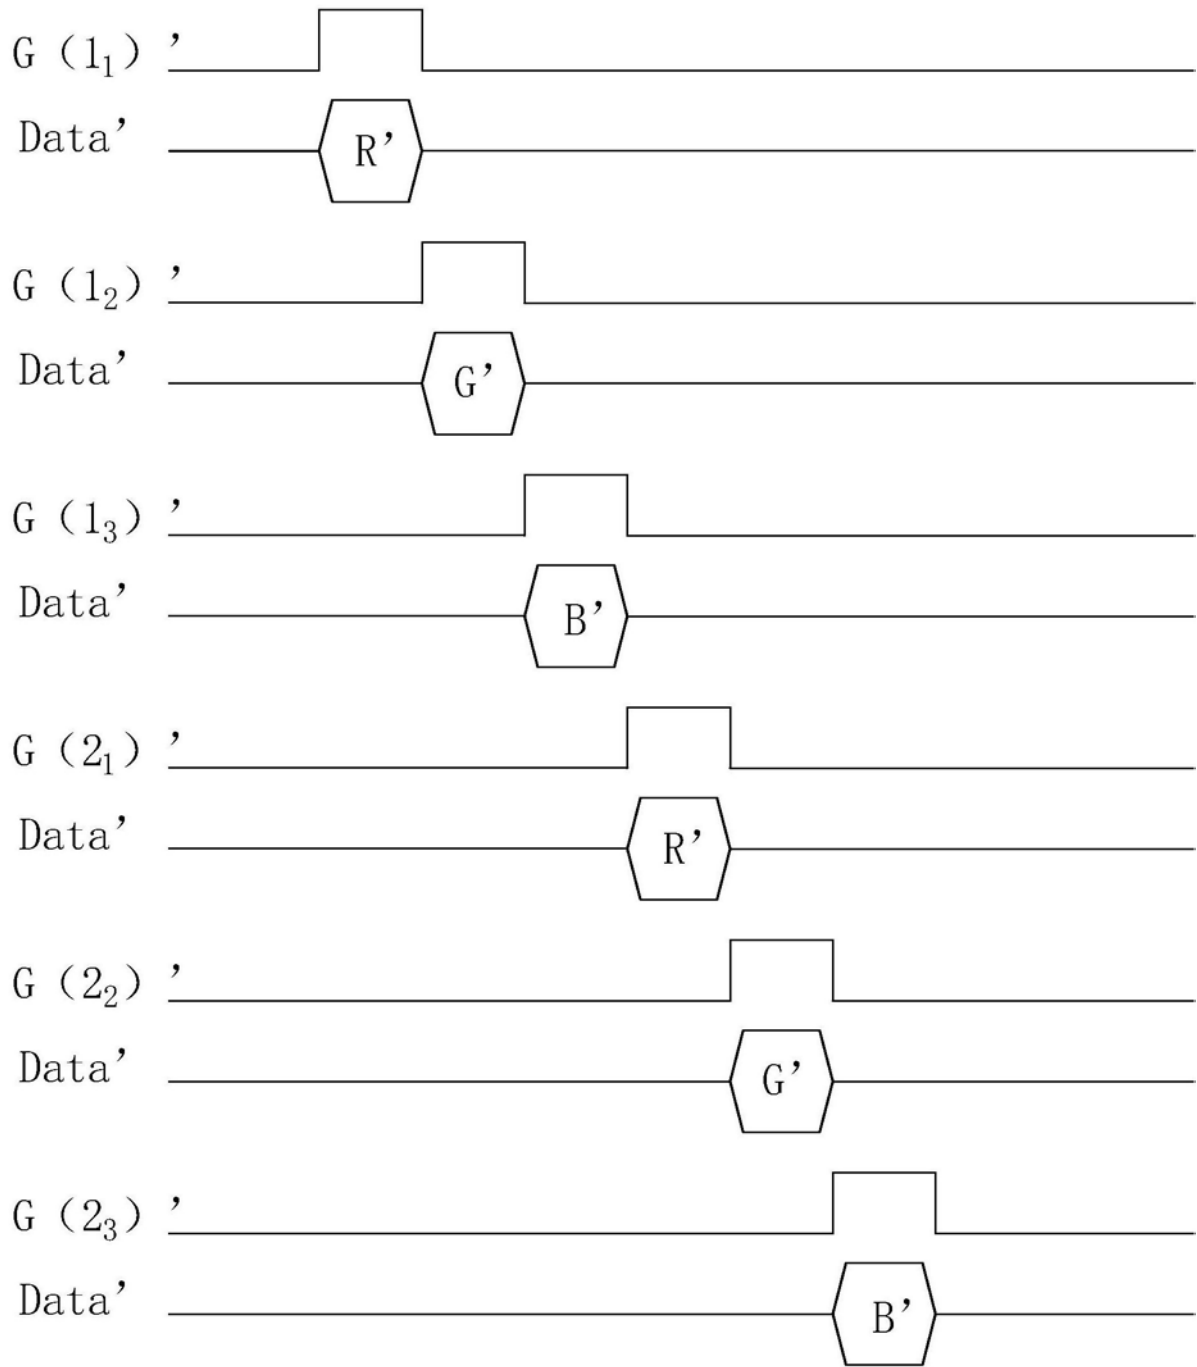 G (1₁) ’
Data’
R’
G (1₂) ’
Data’
G’
G (1₃) ’
Data’
B’
G (2₁) ’
Data’
R’
G (2₂) ’
Data’
G’
G (2₃) ’
Data’
B’